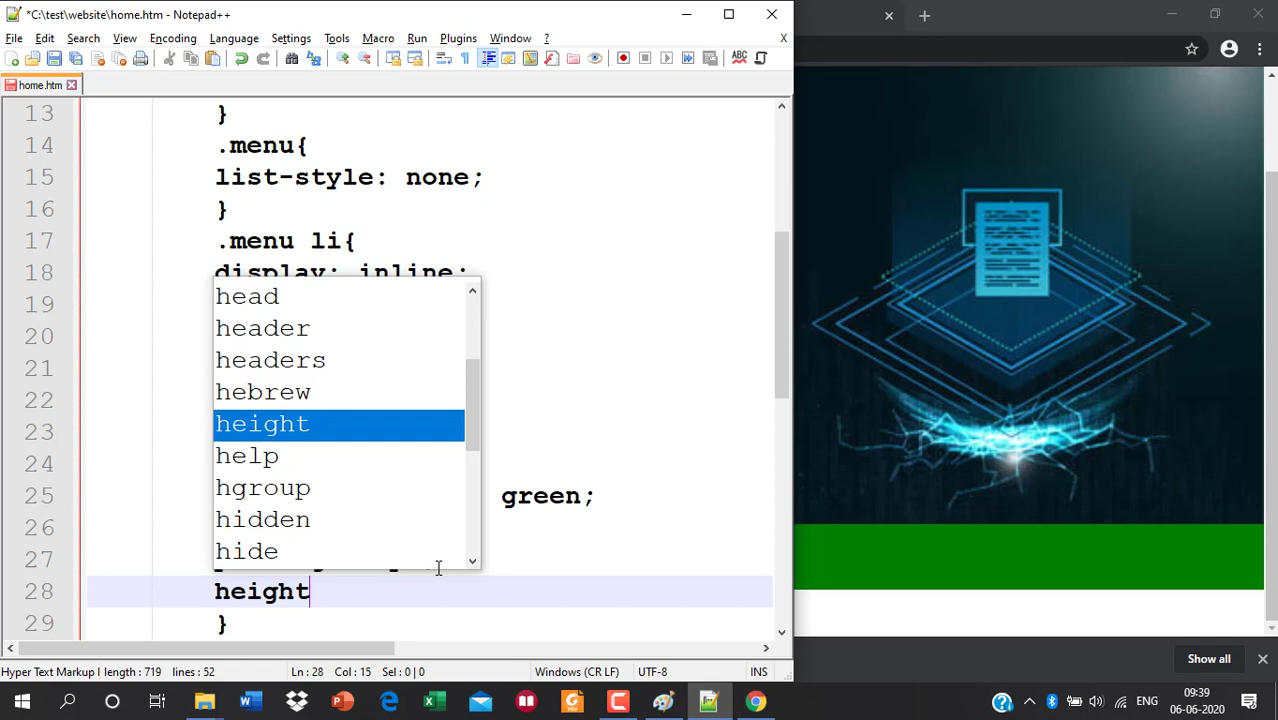 *C:\test\website\home.htm - Notepad++
File Edit Search View Encoding Language Settings Tools Macro Run Plugins Window ? X
home.htm
13 }
14 .menu{
15 list-style: none;
16 }
17 .menu li{
18 display: inline;
19
20
21
22
23
24
25 green;
26
27
28 height
29 }
head
header
headers
hebrew
height
help
hgroup
hidden
hide
Hyper Text Markup l length : 719 lines : 52 Ln : 28 Col : 15 Sel : 0 | 0 Windows (CR LF) UTF-8 INS
Show all
ENG
09:39
06-06-2020